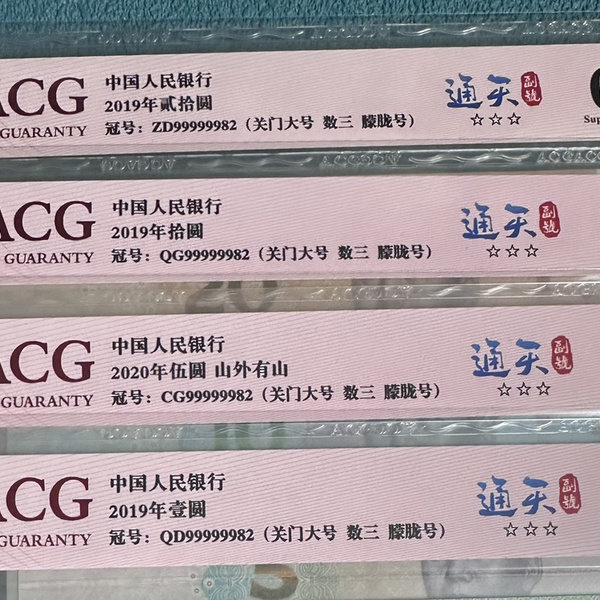 ACG
GUARANTY
中国人民银行
2019年贰拾圆
冠号：ZD99999982（关门大号 数三 朦胧号）
通天
副號
☆☆☆
ACG
GUARANTY
中国人民银行
2019年拾圆
冠号：QG99999982（关门大号 数三 朦胧号）
通天
副號
☆☆☆
ACG
GUARANTY
中国人民银行
2020年伍圆 山外有山
冠号：CG99999982（关门大号 数三 朦胧号）
通天
副號
☆☆☆
ACG
GUARANTY
中国人民银行
2019年壹圆
冠号：QD99999982（关门大号 数三 朦胧号）
通天
副號
☆☆☆